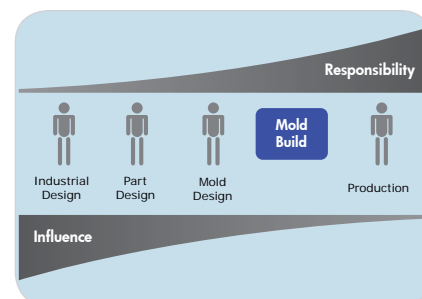 Responsibility
Mold
Build
Industrial
Design
Part
Design
Mold
Design
Production
Influence